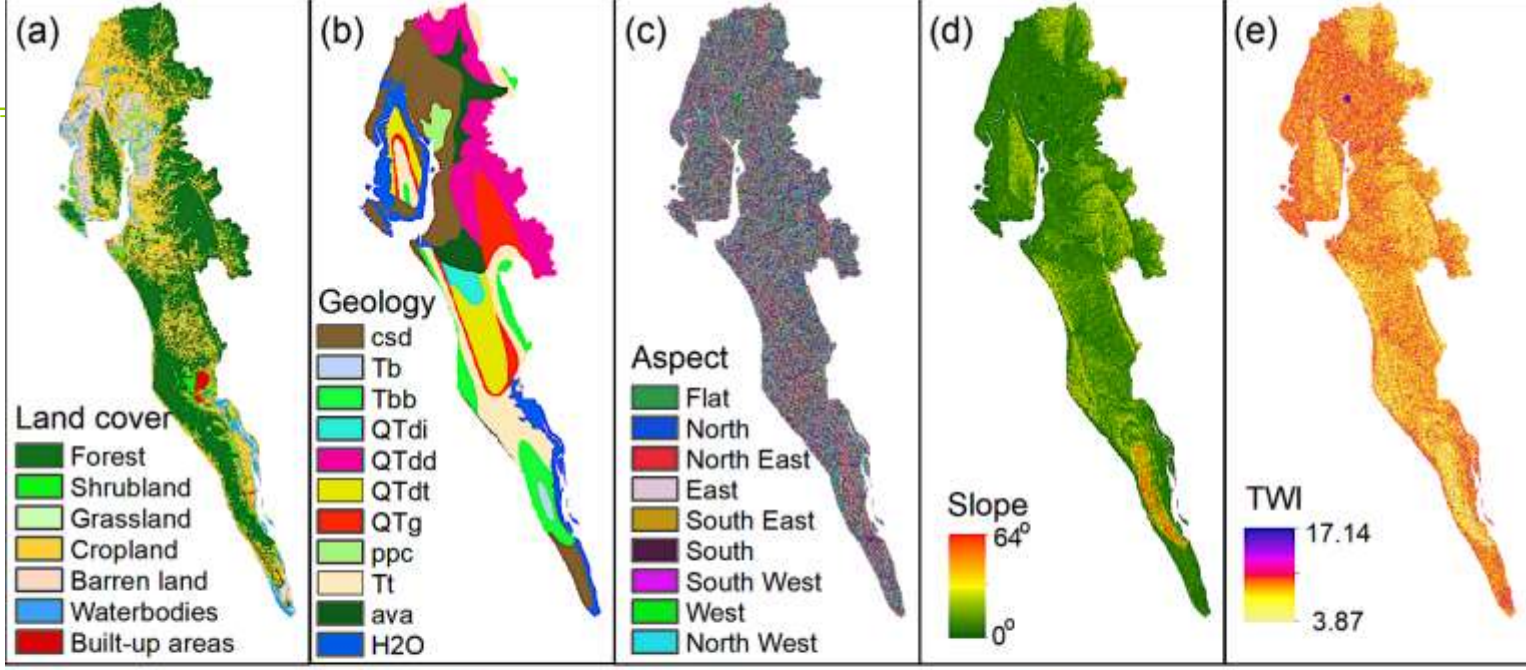 (a)
Land cover
Forest
Shrubland
Grassland
Cropland
Barren land
Waterbodies
Built-up areas
(b)
Geology
csd
Tb
Tbb
QTdi
QTdd
QTdt
QTg
ppc
Tt
ava
H2O
(c)
Aspect
Flat
North
North East
East
South East
South
South West
West
North West
(d)
Slope
64°
0°
(e)
TWI
17.14
3.87